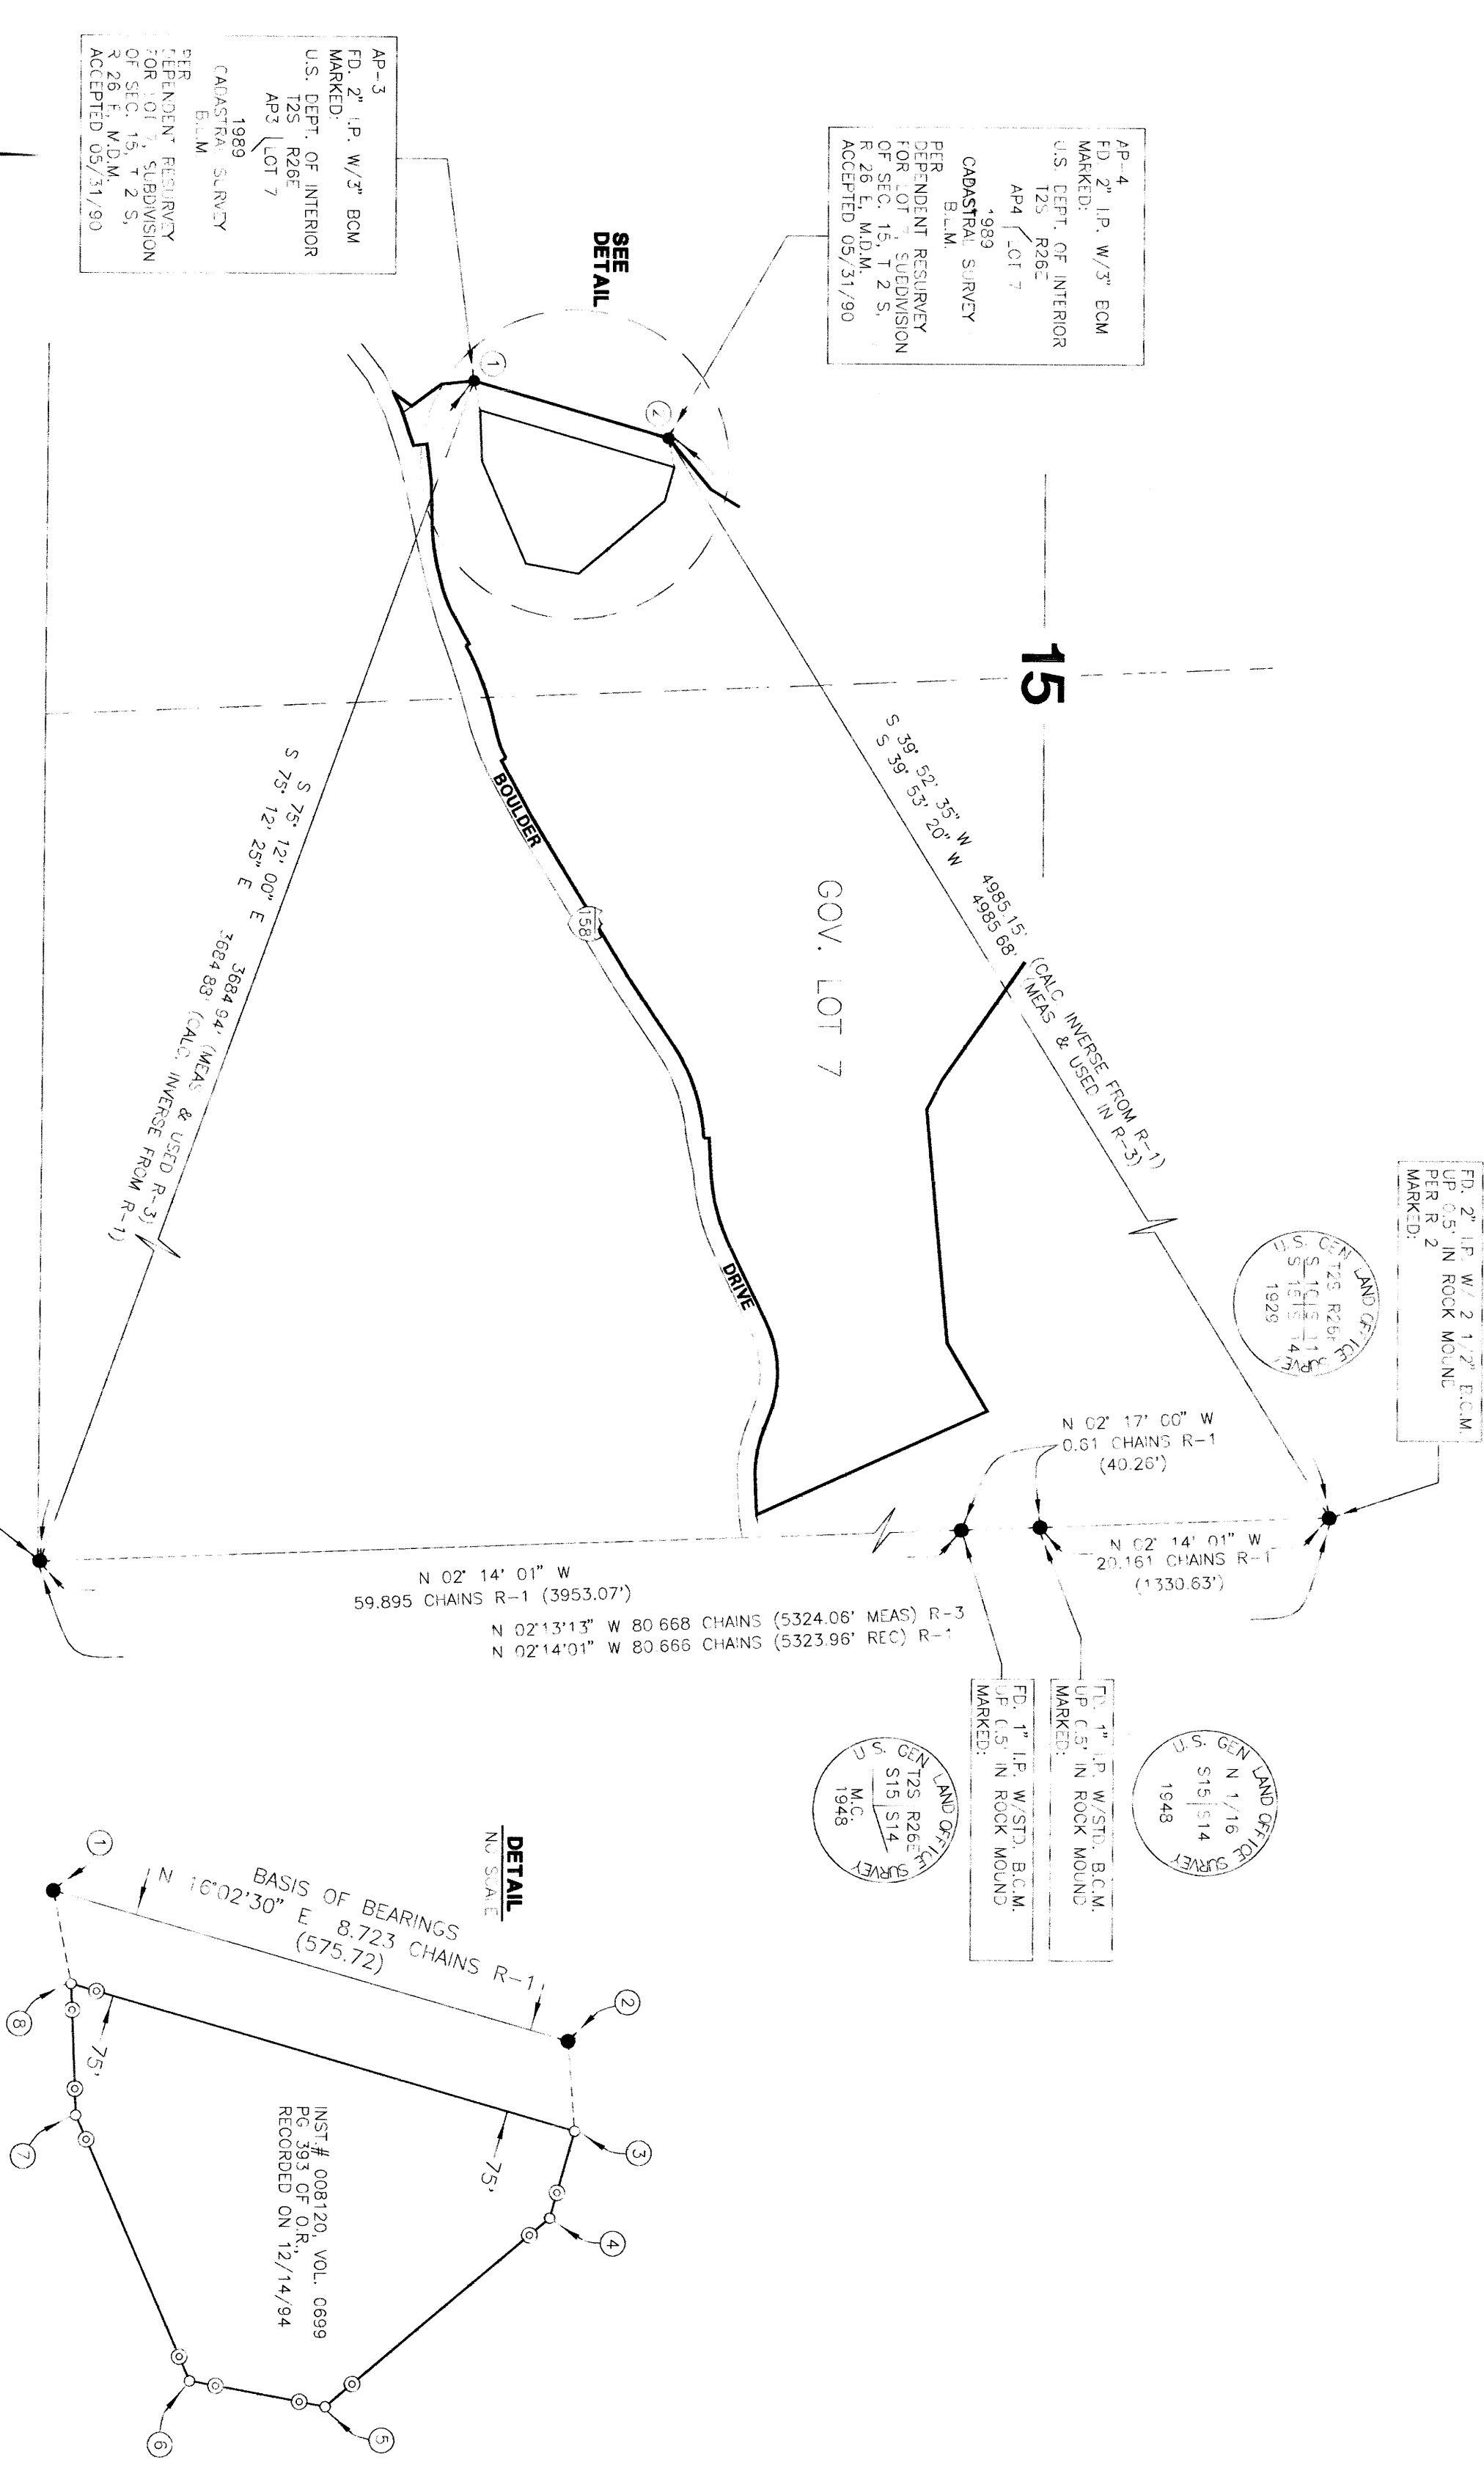 AP-3
FD. 2" I.P. W/3" BCM
MARKED:
U.S. DEPT. OF INTERIOR
T2S R26E
AP3 LOT 7
1989
CADASTRAL SURVEY
B.L.M
PER
DEPENDENT RESURVEY
FOR LOT 7, SUBDIVISION
OF SEC. 15, T 2 S,
R 26 E, M.D.M.
ACCEPTED 05/31/90
AP-4
FD. 2" I.P. W/3" BCM
MARKED:
U.S. DEPT. OF INTERIOR
T2S R26E
AP4 LOT 7
1989
CADASTRAL SURVEY
B.L.M.
PER
DEPENDENT RESURVEY
FOR LOT 7, SUBDIVISION
OF SEC. 15, T 2 S,
R 26 E, M.D.M.
ACCEPTED 05/31/90
SEE
DETAIL
1
2
15
S 39° 52' 35" W 4985.15' (CALC INVERSE FROM R-1)
S 39° 53' 20" W 4985.68' (MEAS & USED IN R-3)
GOV. LOT 7
BOULDER
158
DRIVE
S 75° 12' 00" E 3684.94' (MEAS & USED R-3)
S 75° 12' 25" E 3684.88' (CALC. INVERSE FROM R-1)
FD. 2" I.P. W/ 2 1/2" B.C.M.
UP 0.5' IN ROCK MOUND
PER R 2
MARKED:
U.S. GEN LAND OFFICE SURVEY
T2S R26E
1929
N 02° 17' 00" W
0.61 CHAINS R-1
(40.26')
N 02° 14' 01" W
20.161 CHAINS R-1
(1330.63')
N 02° 14' 01" W
59.895 CHAINS R-1 (3953.07')
N 02°13'13" W 80.668 CHAINS (5324.06' MEAS) R-3
N 02°14'01" W 80.666 CHAINS (5323.96' REC) R-1
FD. 1" I.P. W/STD. B.C.M.
UP 0.5' IN ROCK MOUND
MARKED:
FD. 1" I.P. W/STD. B.C.M.
UP 0.5' IN ROCK MOUND
MARKED:
U.S. GEN LAND OFFICE SURVEY
N 1/16
S15 S14
1948
U.S. GEN LAND OFFICE SURVEY
T2S R26E
S15 S14
M.C.
1948
DETAIL
NO SCALE
BASIS OF BEARINGS
N 16°02'30" E 8.723 CHAINS R-1
(575.72)
75'
75'
INST.# 008120, VOL. 0699
PG 393 OF O.R.,
RECORDED ON 12/14/94
1
2
3
4
5
6
7
8